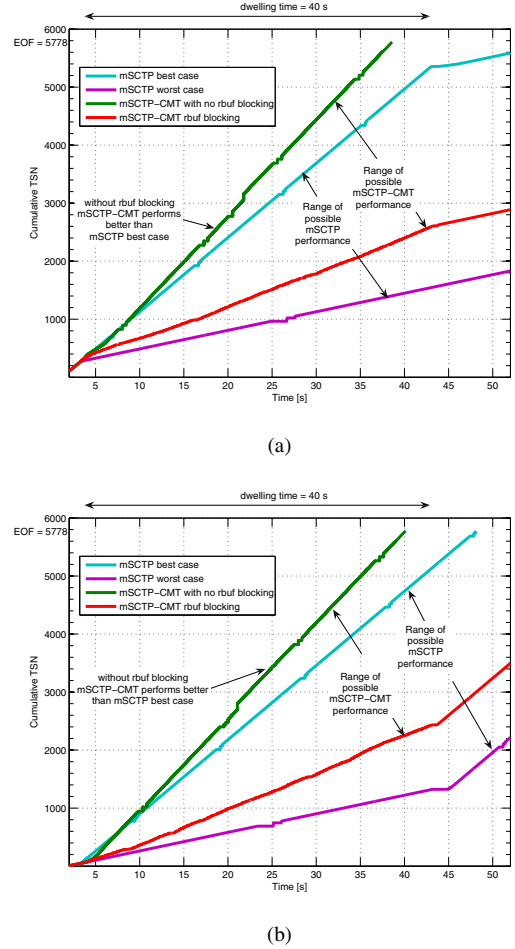 dwelling time = 40 s
EOF = 5778
6000
5000
4000
3000
2000
1000
Cumulative TSN
mSCTP best case
mSCTP worst case
mSCTP−CMT with no rbuf blocking
mSCTP−CMT rbuf blocking
without rbuf blocking
mSCTP−CMT performs
better than
mSCTP best case
Range of
possible
mSCTP
performance
Range of
possible
mSCTP−CMT
performance
5 10 15 20 25 30 35 40 45 50
Time [s]
(a)
dwelling time = 40 s
6000
EOF = 5778
5000
4000
3000
2000
1000
Cumulative TSN
mSCTP best case
mSCTP worst case
mSCTP−CMT with no rbuf blocking
mSCTP−CMT rbuf blocking
without rbuf blocking
mSCTP−CMT performs better
than mSCTP best case
Range of
possible
mSCTP−CMT
performance
Range of
possible
mSCTP
performance
5 10 15 20 25 30 35 40 45 50
Time [s]
(b)